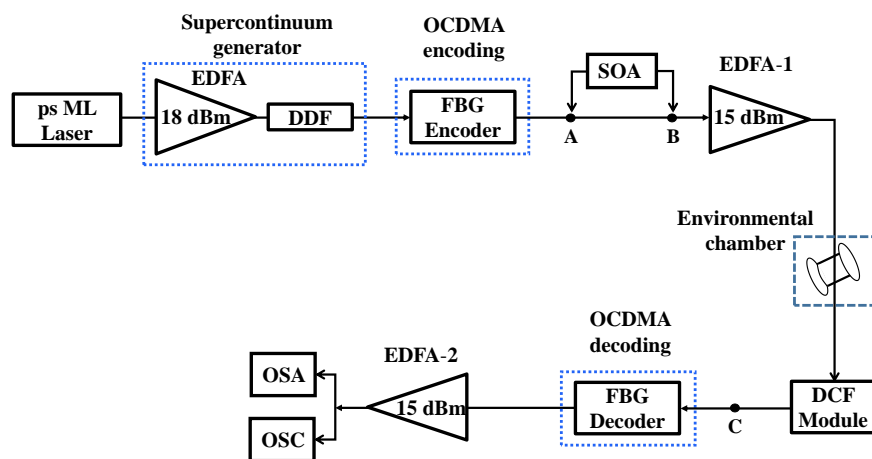 Supercontinuum
generator
OCDMA
encoding
SOA
EDFA-1
EDFA
ps ML
Laser
18 dBm
DDF
FBG
Encoder
A
B
15 dBm
Environmental
chamber
OCDMA
decoding
EDFA-2
OSA
OSC
15 dBm
FBG
Decoder
C
DCF
Module